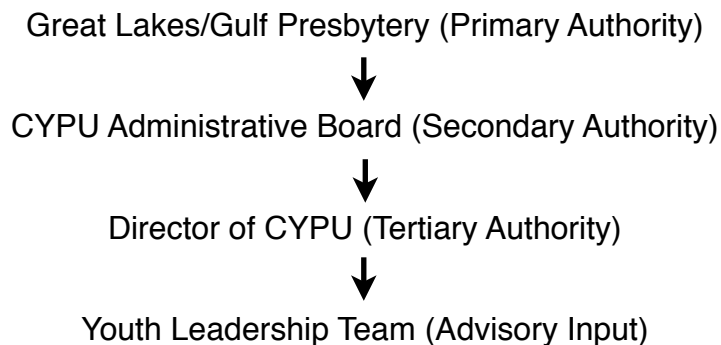 Great Lakes/Gulf Presbytery (Primary Authority)
CYPU Administrative Board (Secondary Authority)
Director of CYPU (Tertiary Authority)
Youth Leadership Team (Advisory Input)